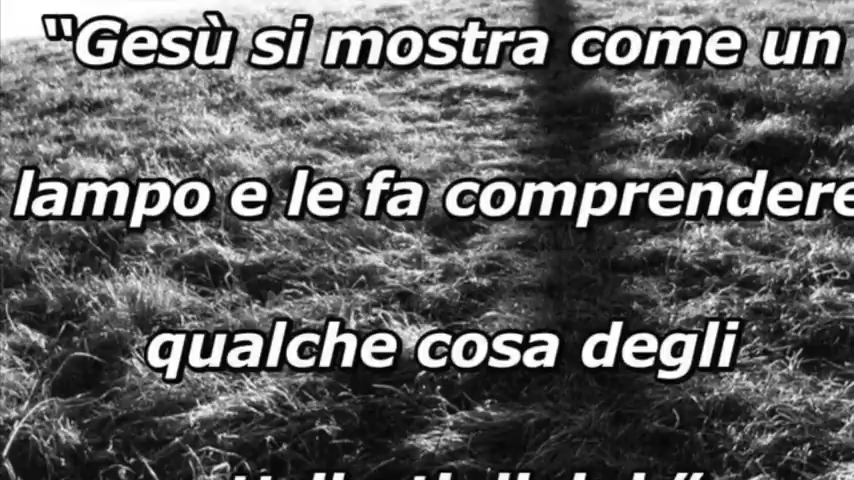 "Gesù si mostra come un
lampo e le fa comprendere
qualche cosa degli